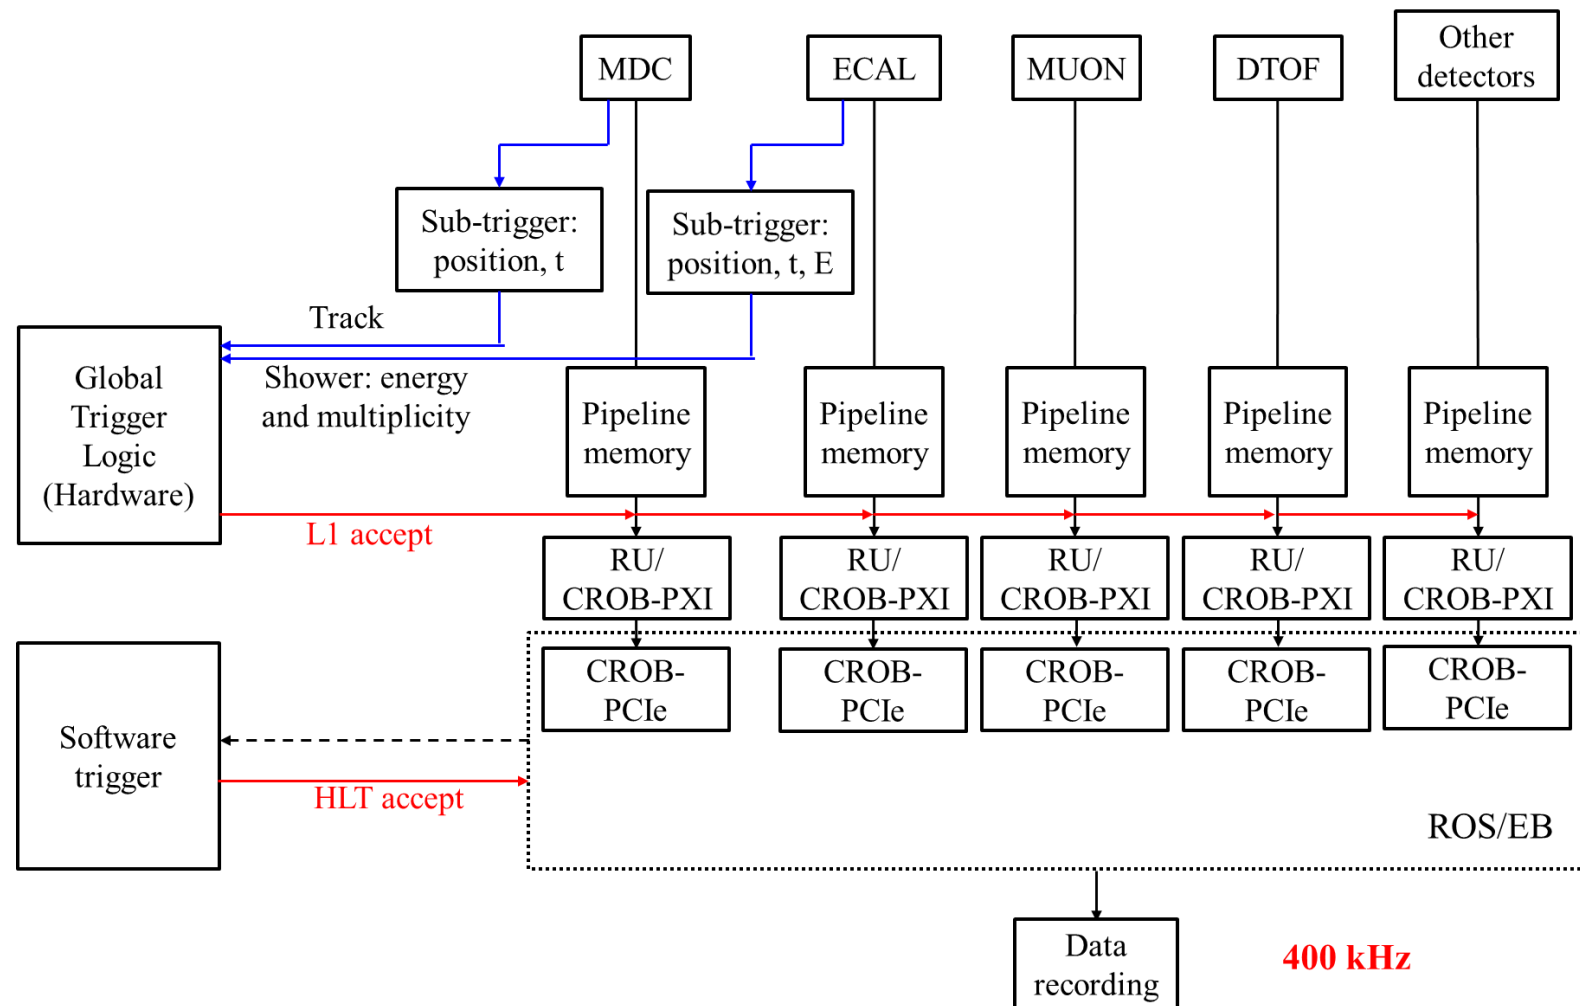 MDC
ECAL
MUON
DTOF
Other
detectors
Sub-trigger:
position, t
Sub-trigger:
position, t, E
Track
Shower: energy
and multiplicity
Global
Trigger
Logic
(Hardware)
Pipeline
memory
Pipeline
memory
Pipeline
memory
Pipeline
memory
Pipeline
memory
L1 accept
RU/
CROB-PXI
RU/
CROB-PXI
RU/
CROB-PXI
RU/
CROB-PXI
RU/
CROB-PXI
CROB-
PCIe
CROB-
PCIe
CROB-
PCIe
CROB-
PCIe
CROB-
PCIe
Software
trigger
HLT accept
ROS/EB
Data
recording
400 kHz